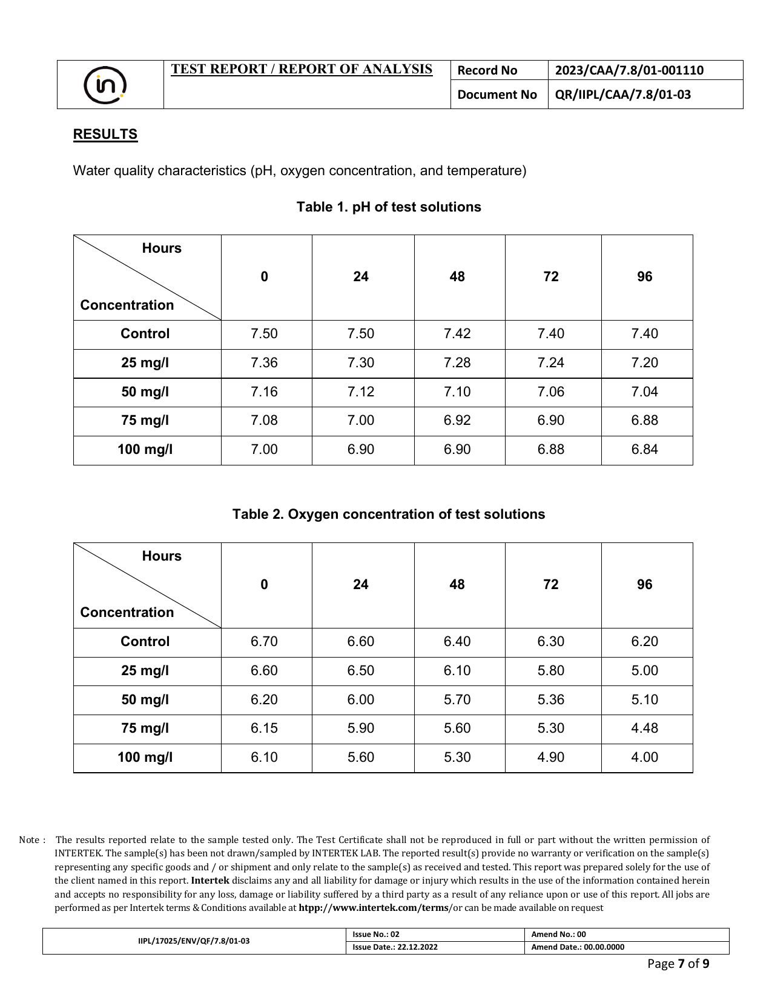 in
TEST REPORT / REPORT OF ANALYSIS
Record No 2023/CAA/7.8/01-001110
Document No QR/IIPL/CAA/7.8/01-03
RESULTS
Water quality characteristics (pH, oxygen concentration, and temperature)
Table 1. pH of test solutions
Hours
Concentration
0 24 48 72 96
Control 7.50 7.50 7.42 7.40 7.40
25 mg/l 7.36 7.30 7.28 7.24 7.20
50 mg/l 7.16 7.12 7.10 7.06 7.04
75 mg/l 7.08 7.00 6.92 6.90 6.88
100 mg/l 7.00 6.90 6.90 6.88 6.84
Table 2. Oxygen concentration of test solutions
Hours
Concentration
0 24 48 72 96
Control 6.70 6.60 6.40 6.30 6.20
25 mg/l 6.60 6.50 6.10 5.80 5.00
50 mg/l 6.20 6.00 5.70 5.36 5.10
75 mg/l 6.15 5.90 5.60 5.30 4.48
100 mg/l 6.10 5.60 5.30 4.90 4.00
Note : The results reported relate to the sample tested only. The Test Certificate shall not be reproduced in full or part without the written permission of
INTERTEK. The sample(s) has been not drawn/sampled by INTERTEK LAB. The reported result(s) provide no warranty or verification on the sample(s)
representing any specific goods and / or shipment and only relate to the sample(s) as received and tested. This report was prepared solely for the use of
the client named in this report. Intertek disclaims any and all liability for damage or injury which results in the use of the information contained herein
and accepts no responsibility for any loss, damage or liability suffered by a third party as a result of any reliance upon or use of this report. All jobs are
performed as per Intertek terms & Conditions available at htpp://www.intertek.com/terms/or can be made available on request
IIPL/17025/ENV/QF/7.8/01-03
Issue No.: 02 Amend No.: 00
Issue Date.: 22.12.2022 Amend Date.: 00.00.0000
Page 7 of 9